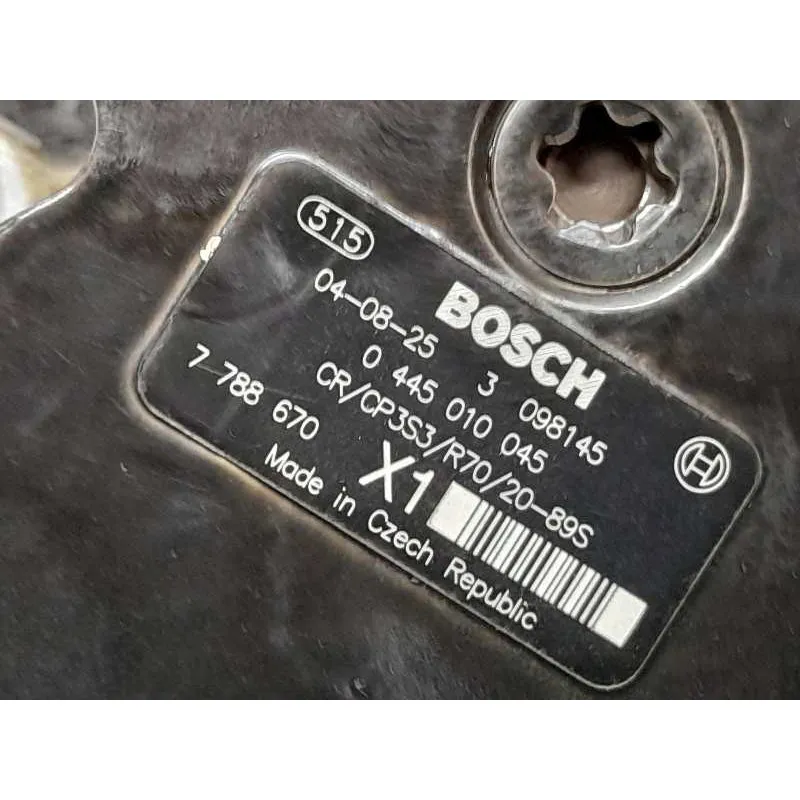 515
BOSCH
04-08-25 3 098145
0 445 010 045
CR/CP3S3/R70/20-89S
7 788 670 X1
Made in Czech Republic
H